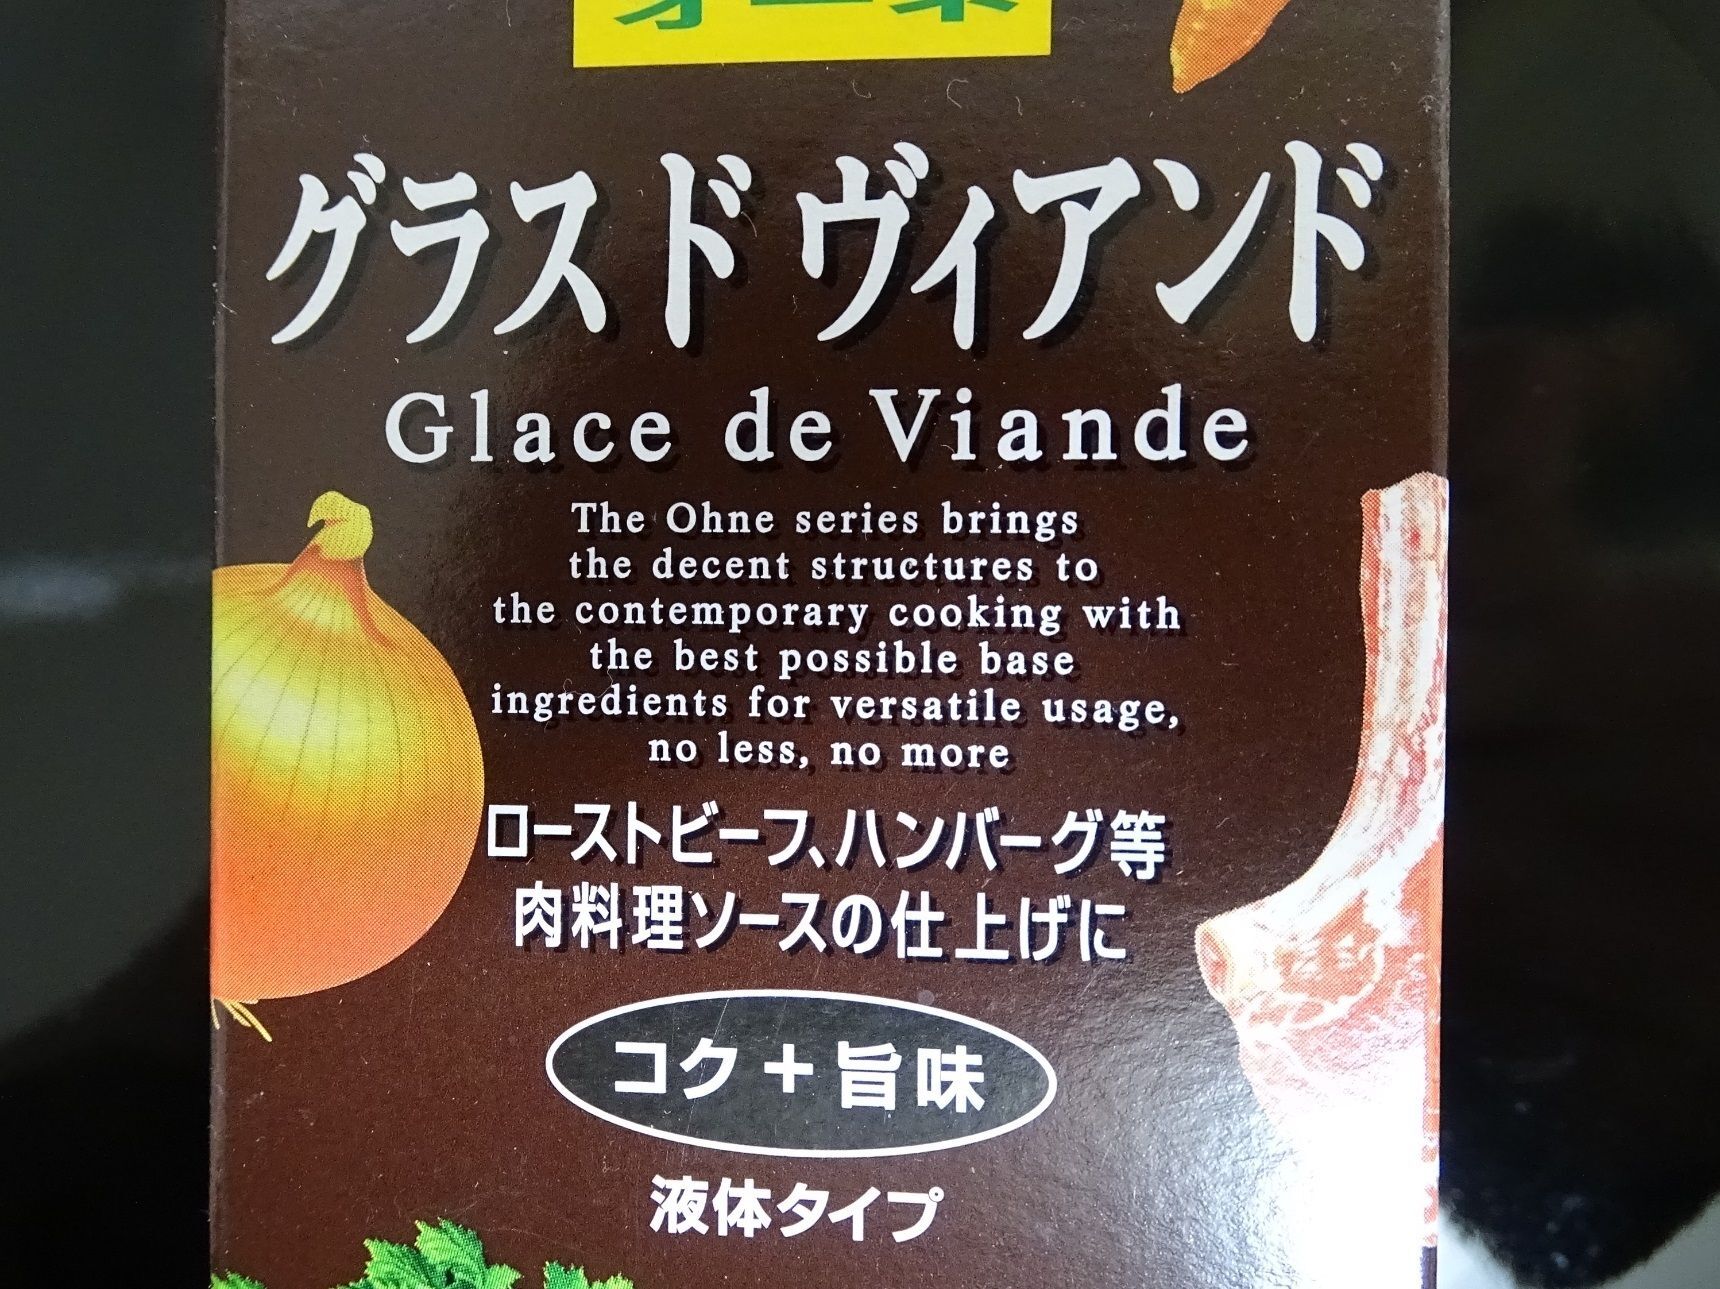 グラス ド ヴィアンド
Glace de Viande
The Ohne series brings
the decent structures to
the contemporary cooking with
the best possible base
ingredients for versatile usage,
no less, no more
ローストビーフ、ハンバーグ等
肉料理ソースの仕上げに
コク+旨味
液体タイプ